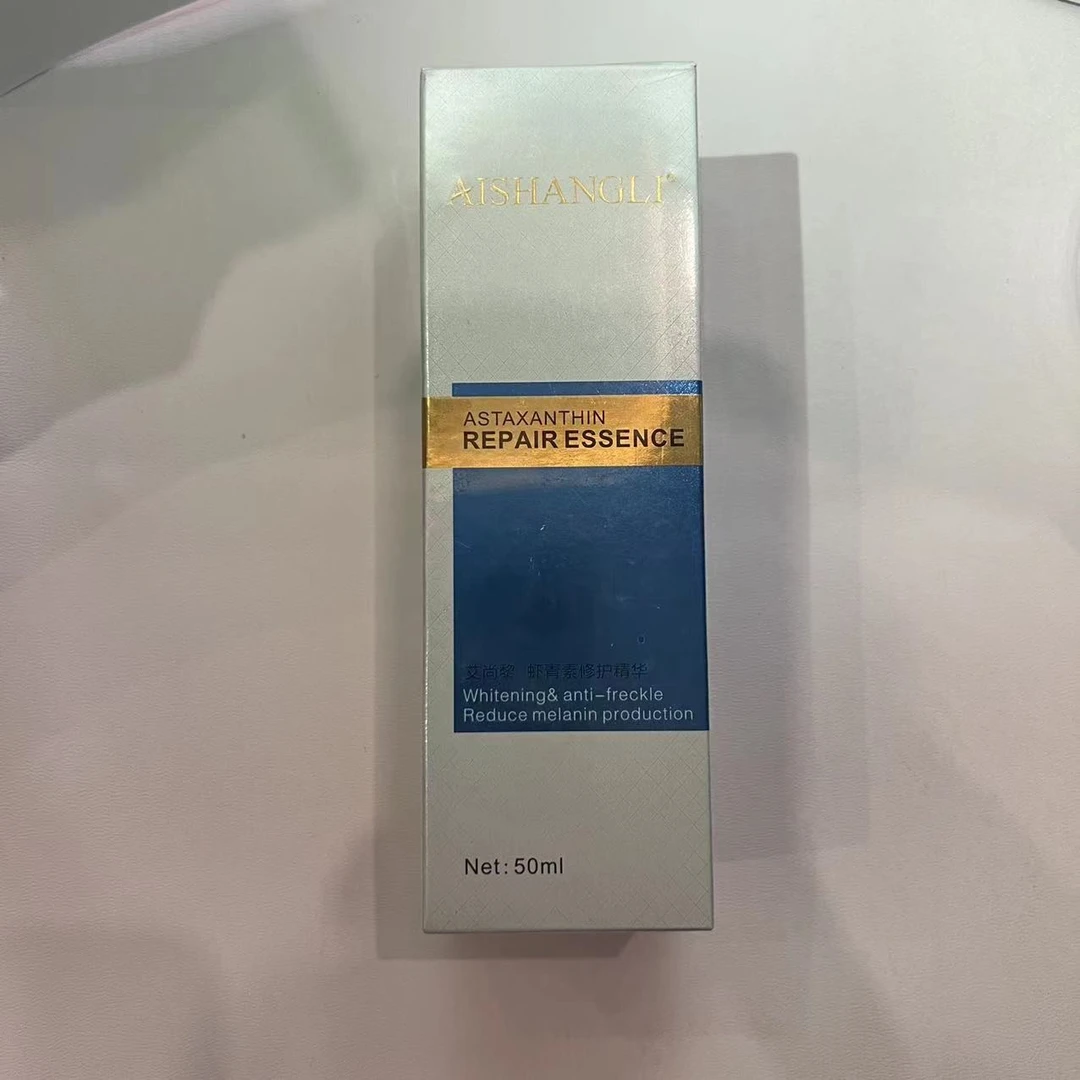 AISHANGLI®
ASTAXANTHIN
REPAIR ESSENCE
艾尚黎 虾青素修护精华
Whitening& anti-freckle
Reduce melanin production
Net: 50ml